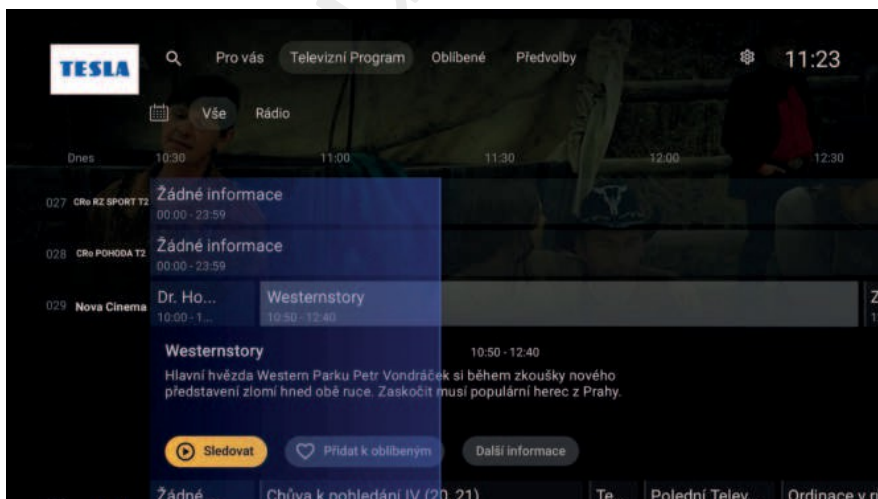 TESLA
Pro vás Televizní Program Oblíbené Předvolby 11:23
Vše Rádio
Dnes 10:30 11:00 11:30 12:00 12:30
027 CRo RZ SPORT T2 Žádné informace
00:00 - 23:59
028 CRo POHODA T2 Žádné informace
00:00 - 23:59
029 Nova Cinema Dr. Ho... Westernstory Z
10:00 - 1... 10:50 - 12:40
Westernstory 10:50 - 12:40
Hlavní hvězda Western Parku Petr Vondráček si během zkoušky nového
představení zlomí hned obě ruce. Zaskočit musí populární herec z Prahy.
Sledovat Přidat k oblíbeným Další informace
Žádné Chůva k pohledání IV (20, 21) Te... Polední Telev... Ordinace v